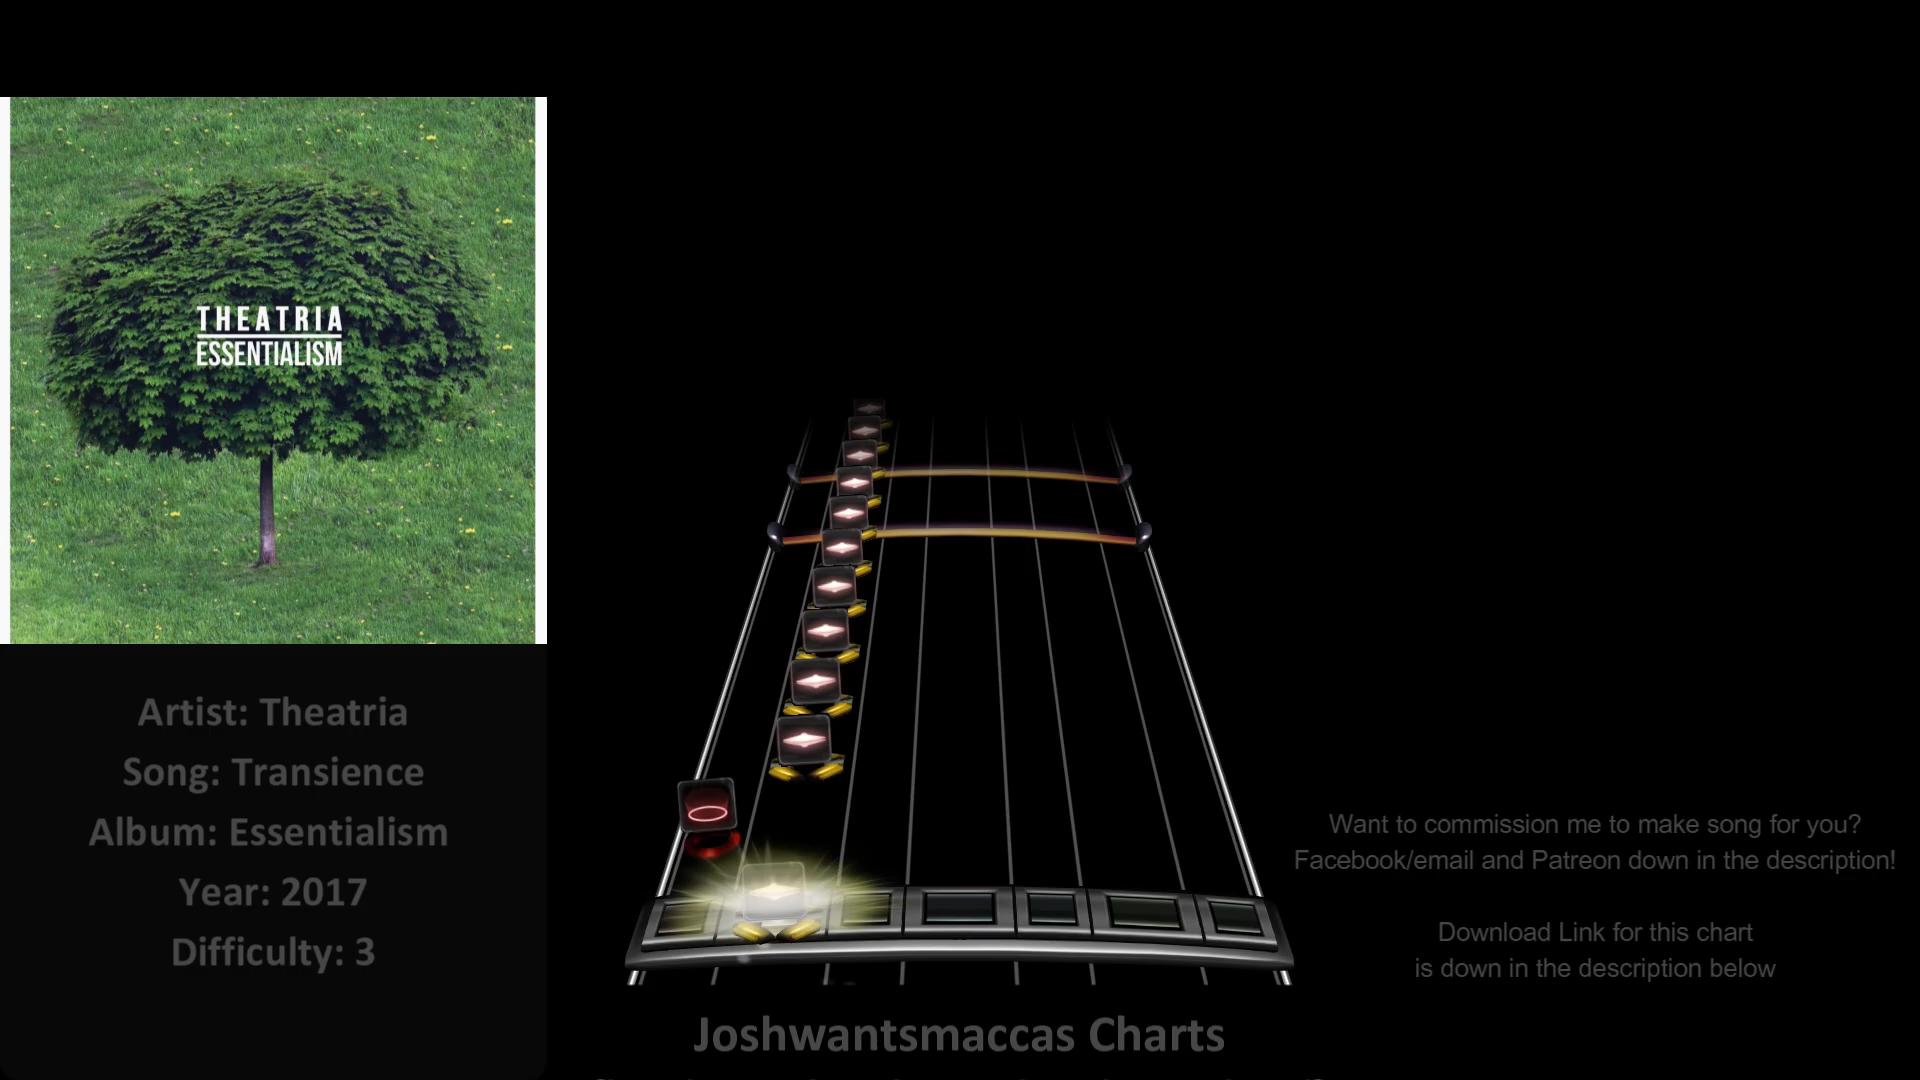 THEATRIA
ESSENTIALISM
Artist: Theatria
Song: Transience
Album: Essentialism
Year: 2017
Difficulty: 3
Want to commission me to make song for you?
Facebook/email and Patreon down in the description!
Download Link for this chart
is down in the description below
Joshwantsmaccas Charts